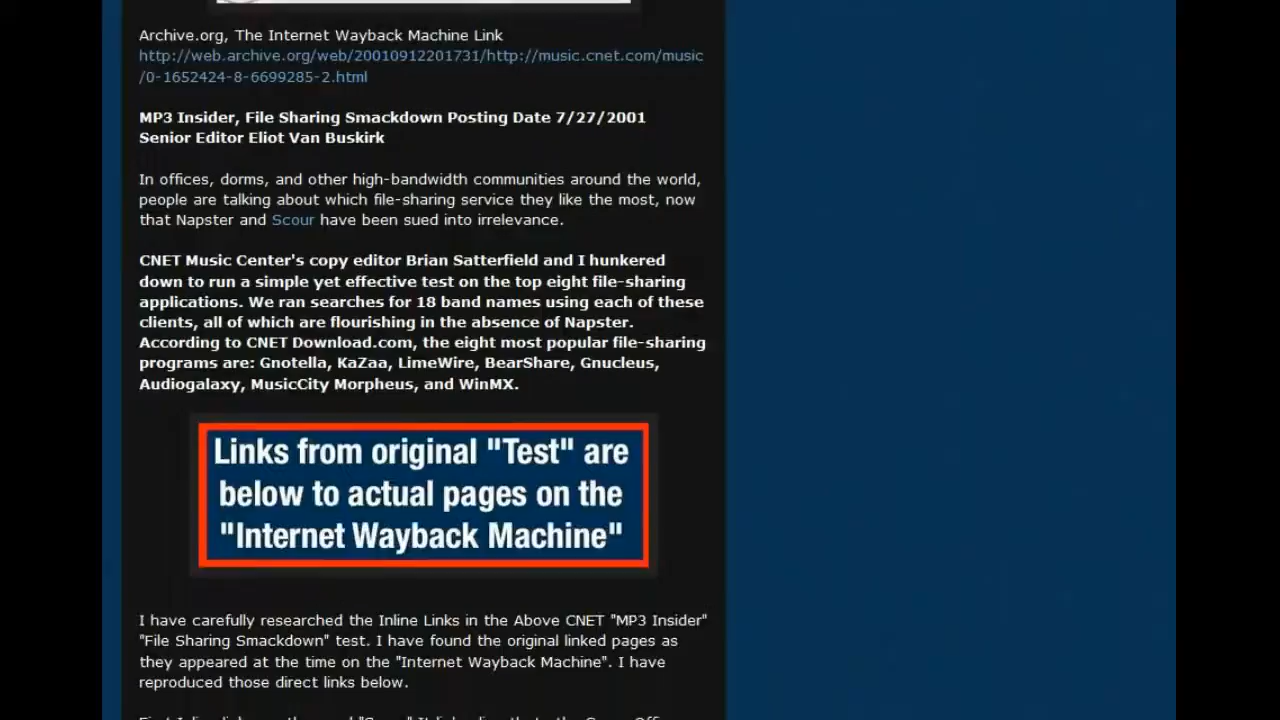 Archive.org, The Internet Wayback Machine Link
http://web.archive.org/web/20010912201731/http://music.cnet.com/music
/0-1652424-8-6699285-2.html
MP3 Insider, File Sharing Smackdown Posting Date 7/27/2001
Senior Editor Eliot Van Buskirk
In offices, dorms, and other high-bandwidth communities around the world,
people are talking about which file-sharing service they like the most, now
that Napster and Scour have been sued into irrelevance.
CNET Music Center's copy editor Brian Satterfield and I hunkered
down to run a simple yet effective test on the top eight file-sharing
applications. We ran searches for 18 band names using each of these
clients, all of which are flourishing in the absence of Napster.
According to CNET Download.com, the eight most popular file-sharing
programs are: Gnotella, KaZaa, LimeWire, BearShare, Gnucleus,
Audiogalaxy, MusicCity Morpheus, and WinMX.
Links from original "Test" are
below to actual pages on the
"Internet Wayback Machine"
I have carefully researched the Inline Links in the Above CNET "MP3 Insider"
"File Sharing Smackdown" test. I have found the original linked pages as
they appeared at the time on the "Internet Wayback Machine". I have
reproduced those direct links below.